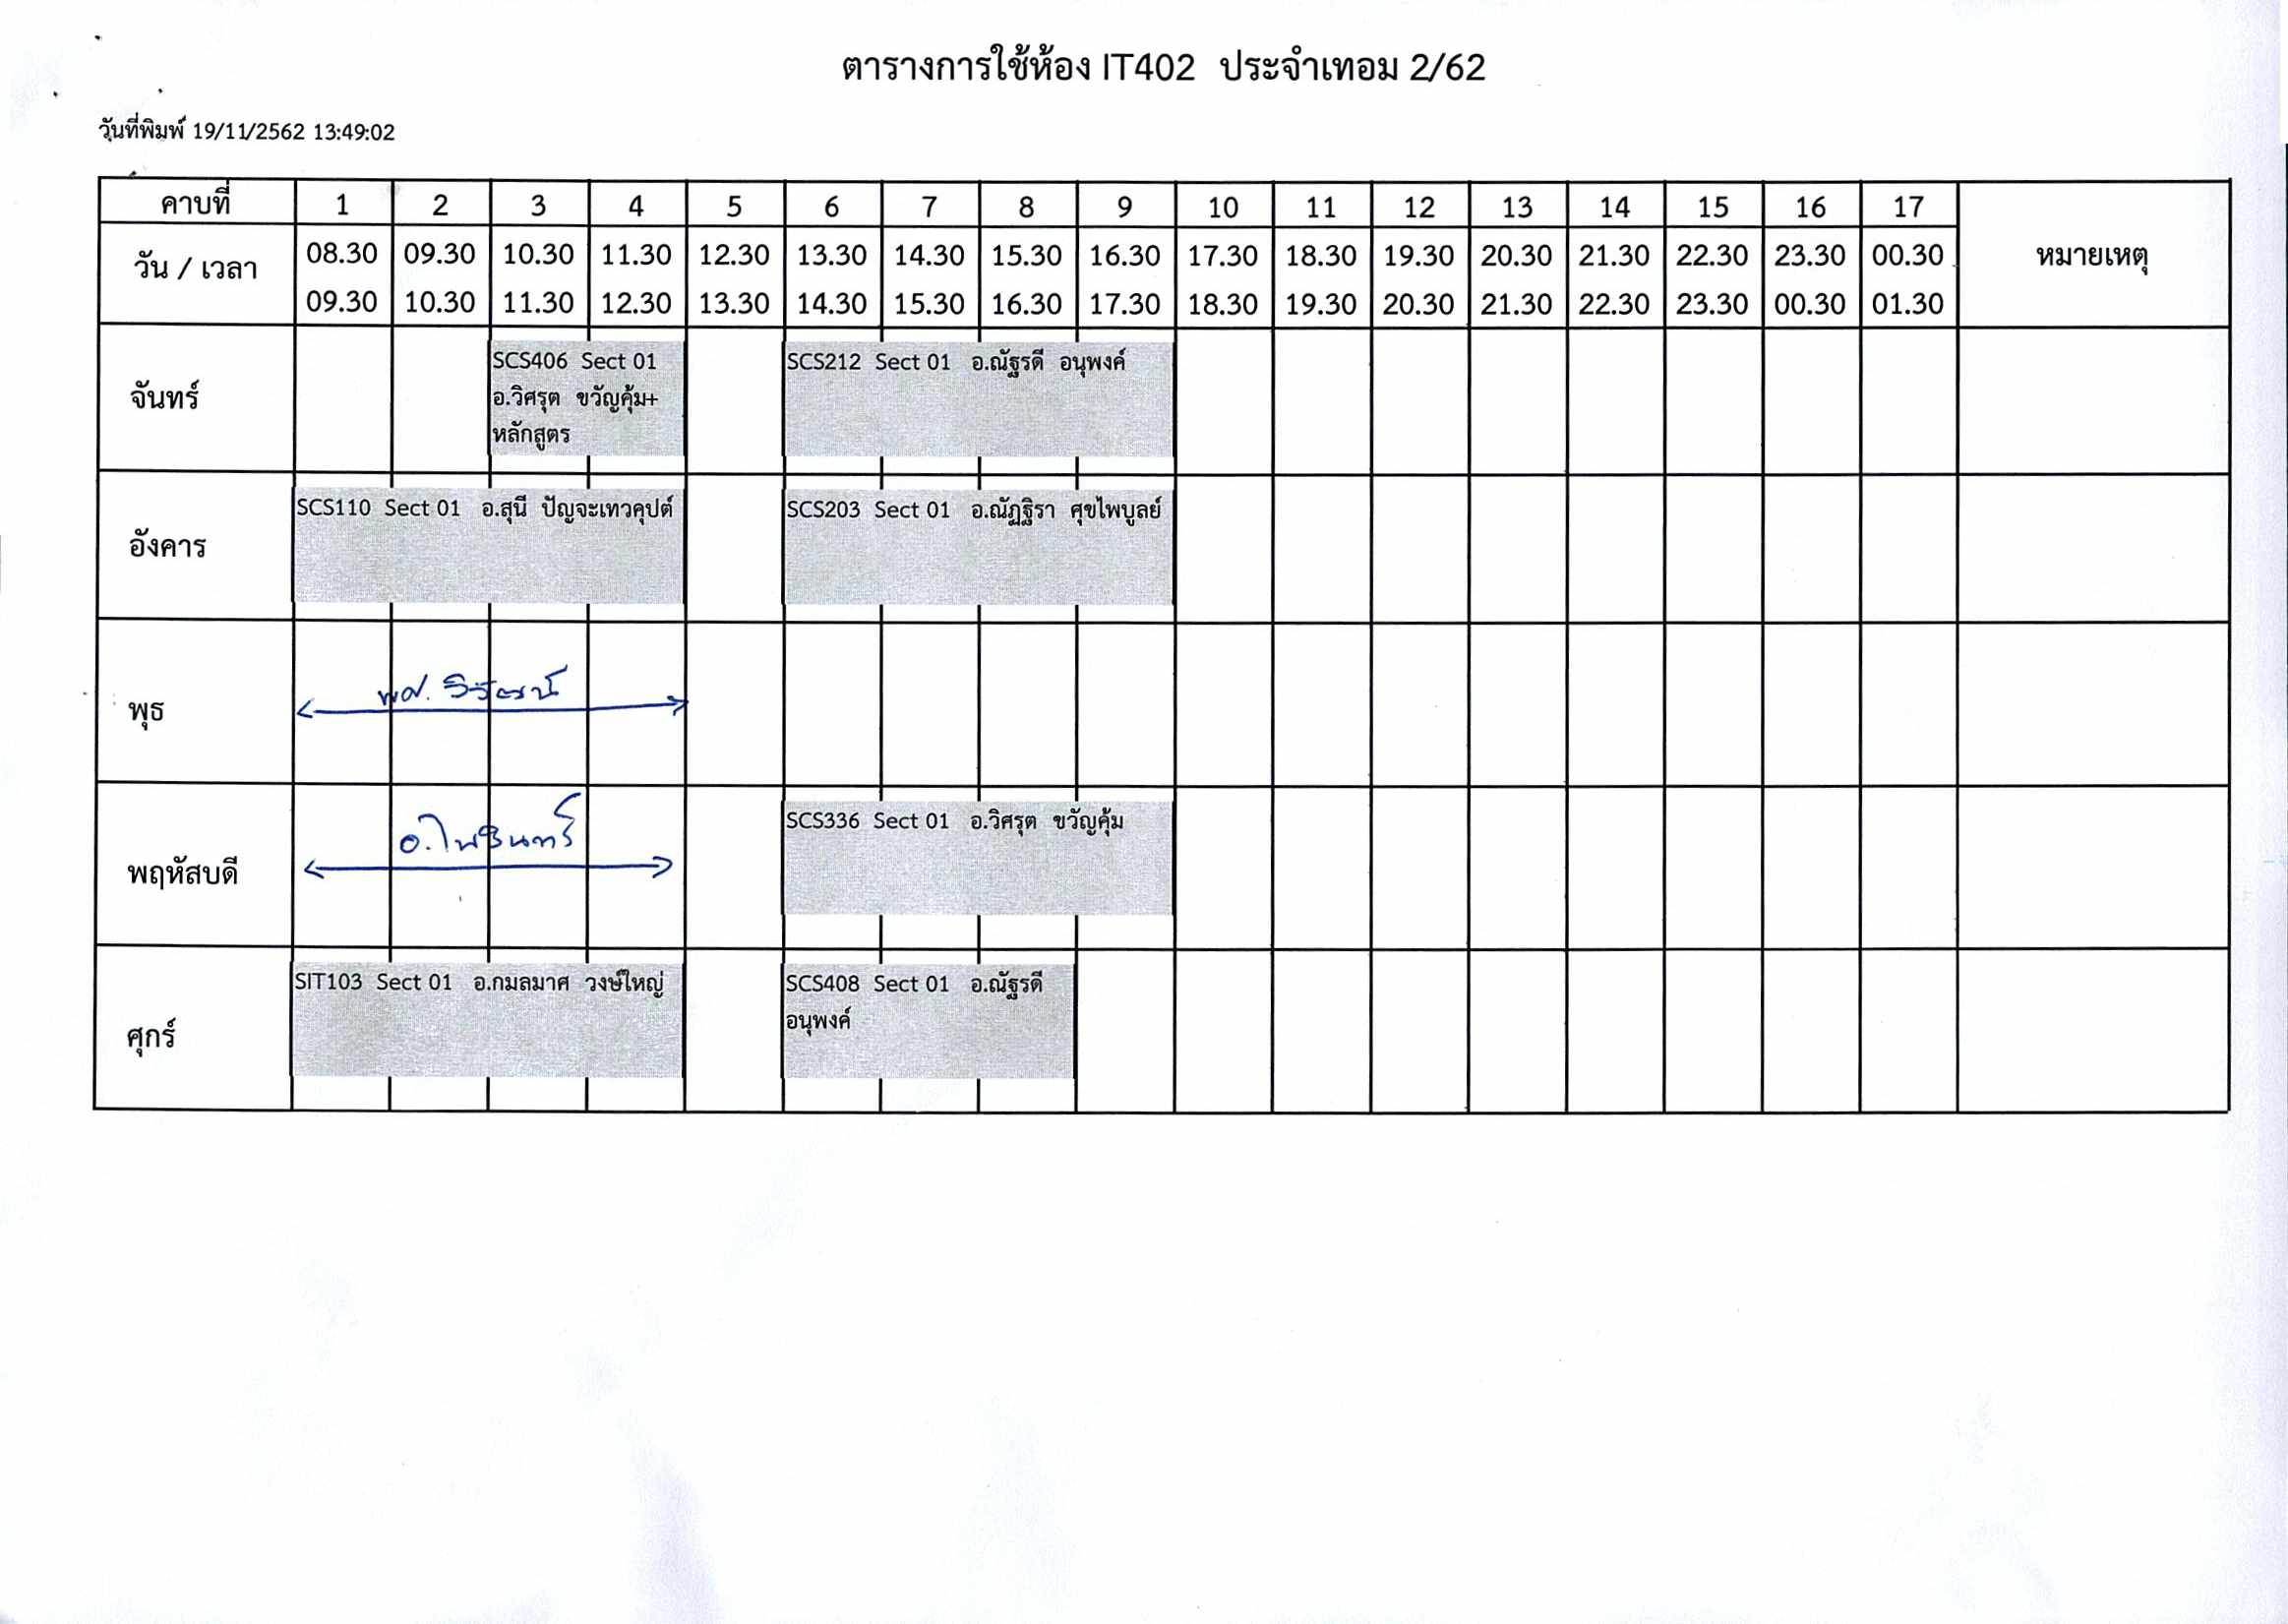 ตารางการใช้ห้อง IT402 ประจำเทอม 2/62
วันที่พิมพ์ 19/11/2562 13:49:02
คาบที่ 1 2 3 4 5 6 7 8 9 10 11 12 13 14 15 16 17
วัน / เวลา 08.30 09.30 10.30 11.30 12.30 13.30 14.30 15.30 16.30 17.30 18.30 19.30 20.30 21.30 22.30 23.30 00.30 หมายเหตุ
09.30 10.30 11.30 12.30 13.30 14.30 15.30 16.30 17.30 18.30 19.30 20.30 21.30 22.30 23.30 00.30 01.30
จันทร์
SCS406 Sect 01
อ.วิศรุต ขวัญคุ้ม+
หลักสูตร
SCS212 Sect 01 อ.ณัฐรดี อนุพงค์
อังคาร
SCS110 Sect 01 อ.สุนี ปัญจะเทวคุปต์
SCS203 Sect 01 อ.ณัฏฐิรา ศุขไพบูลย์
พุธ
วิวัฒน์
พฤหัสบดี
อ.ไพรินทร์
SCS336 Sect 01 อ.วิศรุต ขวัญคุ้ม
ศุกร์
SIT103 Sect 01 อ.กมลมาศ วงษ์ใหญ่
SCS408 Sect 01 อ.ณัฐรดี
อนุพงค์